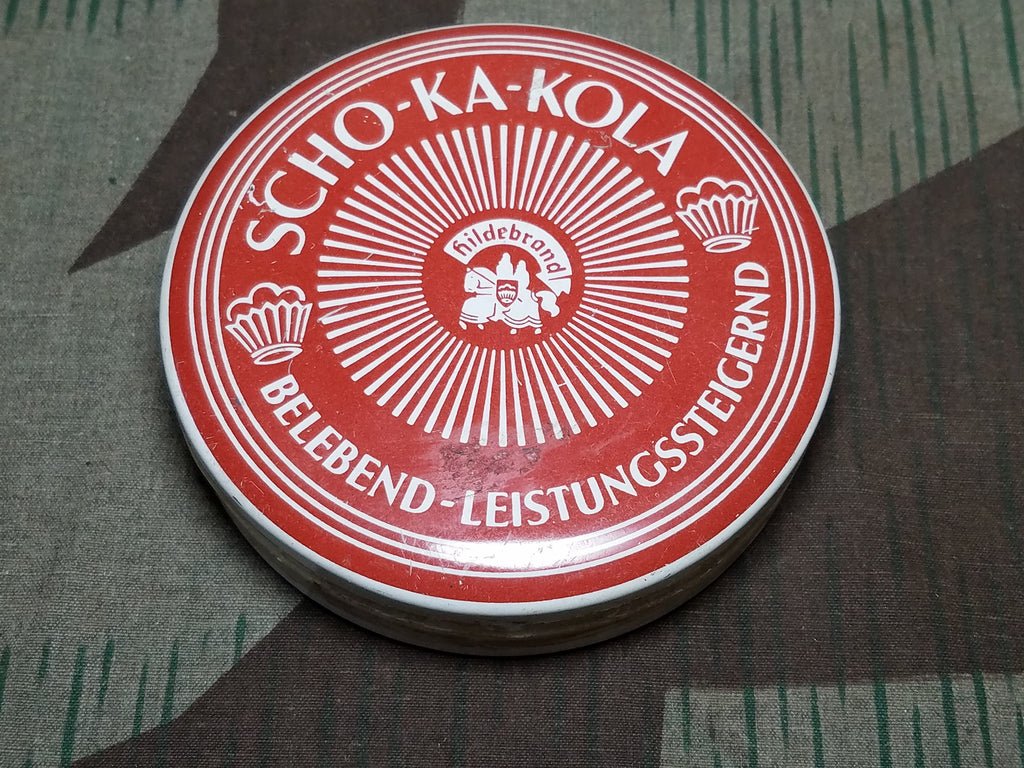 SCHO-KA-KOLA
Hildebrand
BELEBEND-LEISTUNGSSTEIGERND